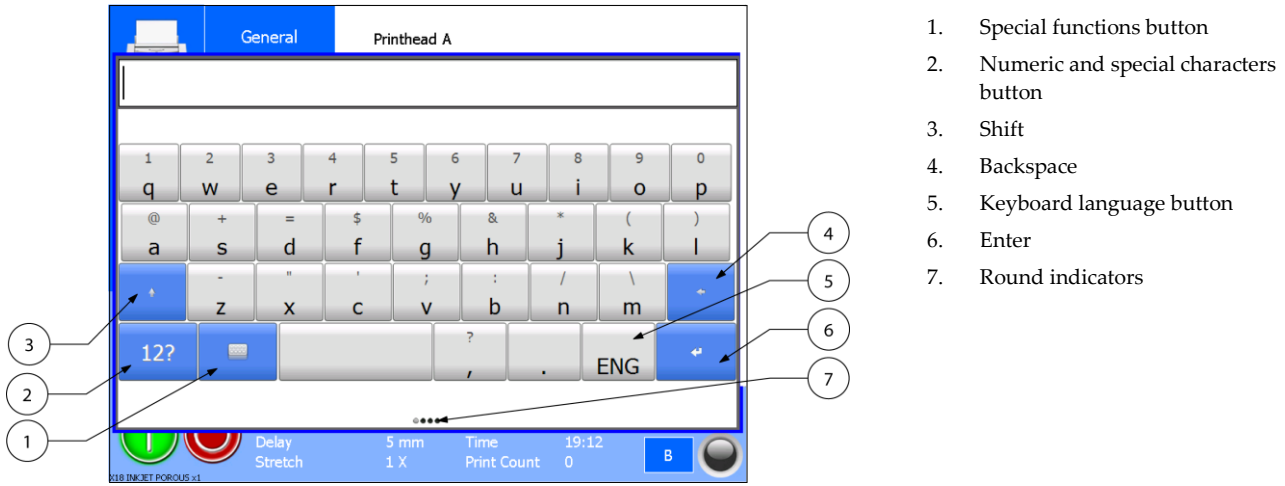 General
Printhead A
1 2 3 4 5 6 7 8 9 0
q w e r t y u i o p
@ + = $ % & * ( )
a s d f g h j k l
- " ' ; : / \
z x c v b n m
?
12? , . ENG
Delay 5 mm Time 19:12
Stretch 1 X Print Count 0
B
X18 INKJET POROUS x1
3
2
1
4
5
6
7
1. Special functions button
2. Numeric and special characters
button
3. Shift
4. Backspace
5. Keyboard language button
6. Enter
7. Round indicators